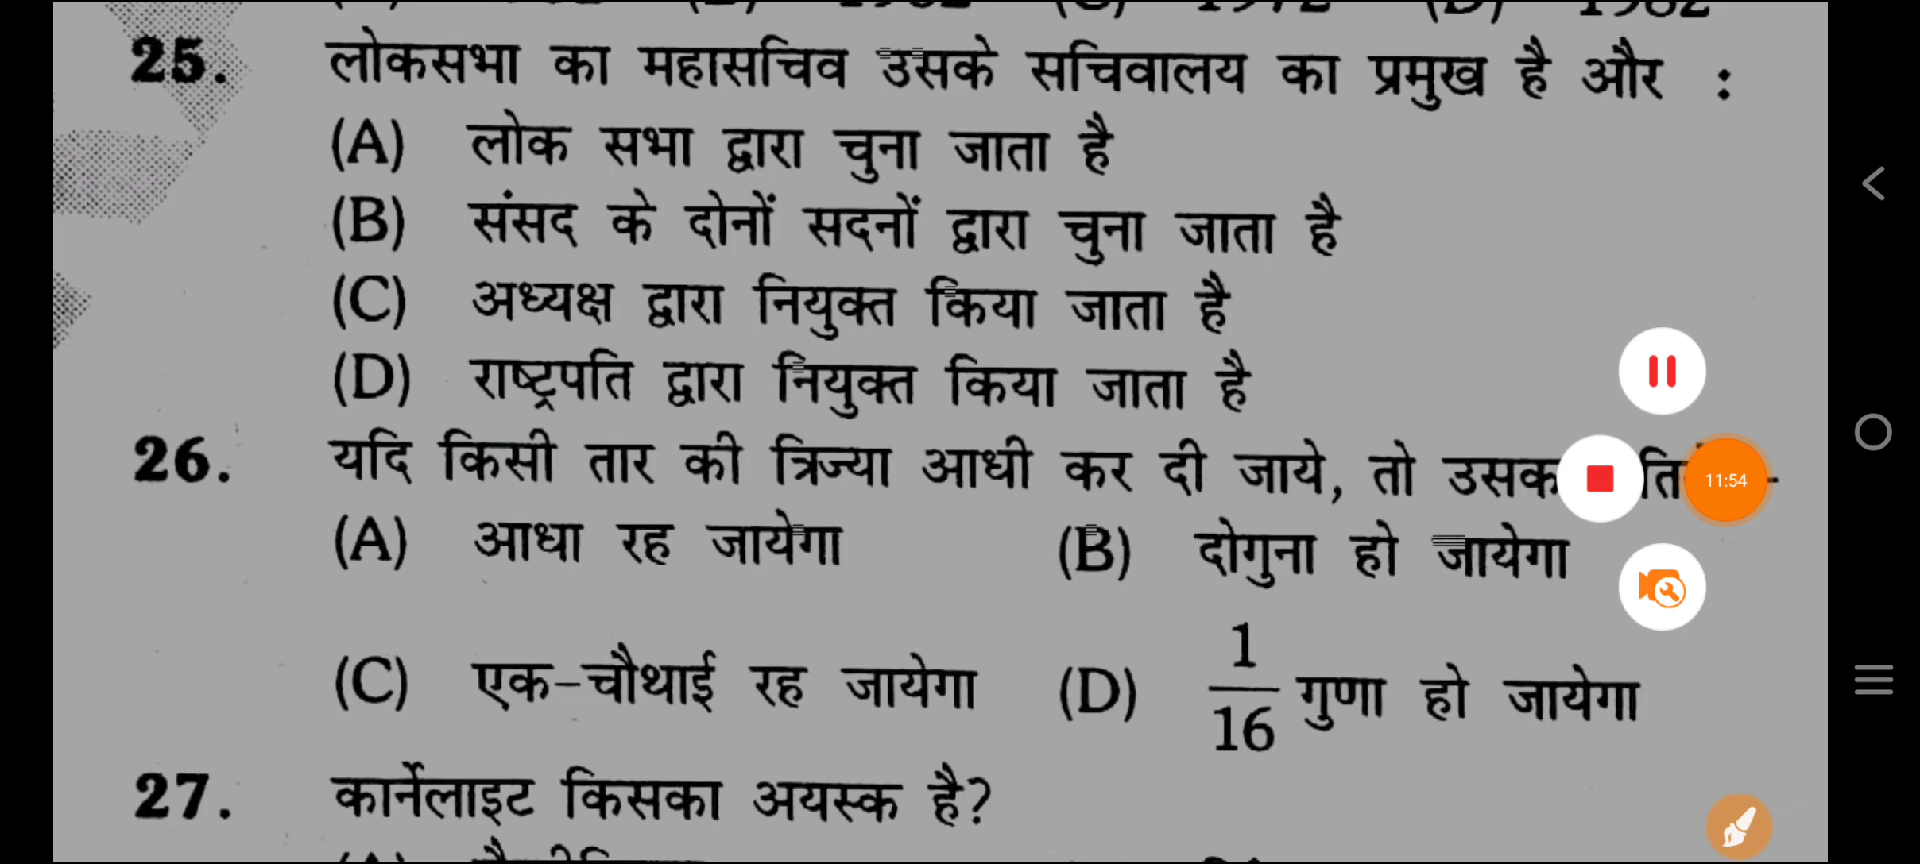 25. लोकसभा का महासचिव उसके सचिवालय का प्रमुख है और :
(A) लोक सभा द्वारा चुना जाता है
(B) संसद के दोनों सदनों द्वारा चुना जाता है
(C) अध्यक्ष द्वारा नियुक्त किया जाता है
(D) राष्ट्रपति द्वारा नियुक्त किया जाता है
26. यदि किसी तार की त्रिज्या आधी कर दी जाये, तो उसक
11:54
(A) आधा रह जायेगा (B) दोगुना हो जायेगा
(C) एक-चौथाई रह जायेगा (D) 1/16 गुणा हो जायेगा
27. कार्नेलाइट किसका अयस्क है?